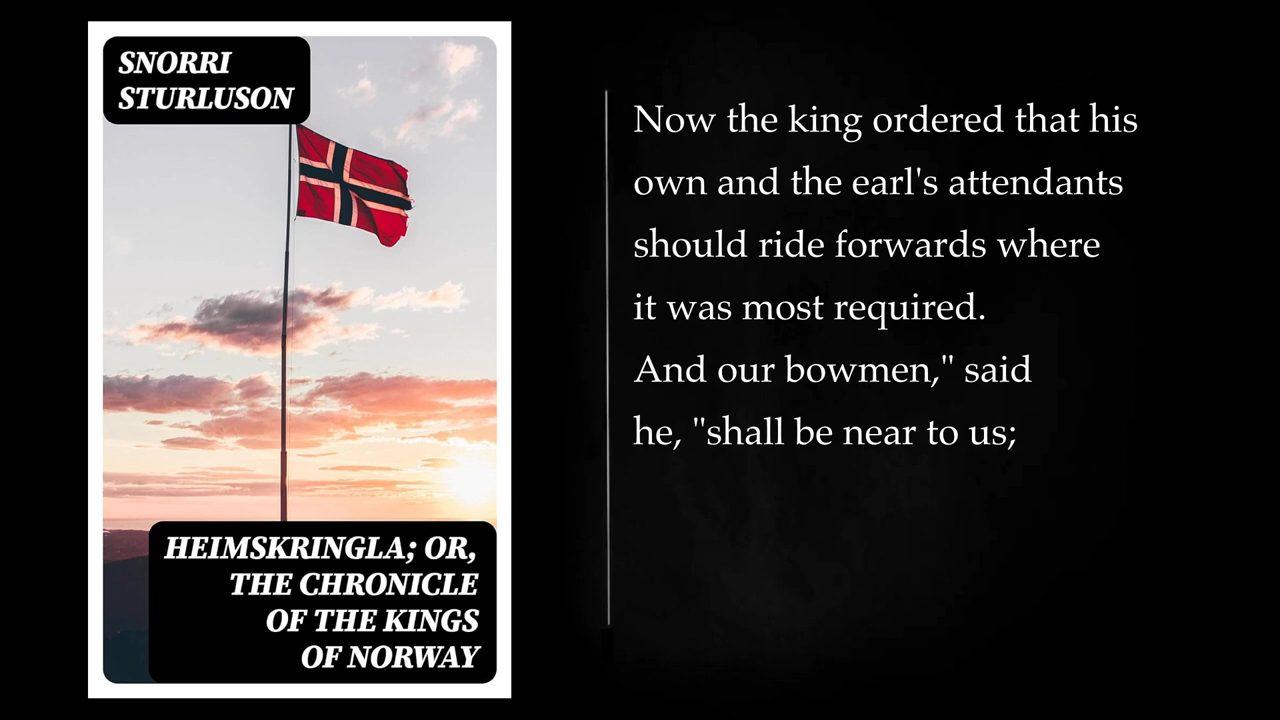 SNORRI
STURLUSON
HEIMSKRINGLA; OR,
THE CHRONICLE
OF THE KINGS
OF NORWAY
Now the king ordered that his
own and the earl's attendants
should ride forwards where
it was most required.
And our bowmen," said
he, "shall be near to us;